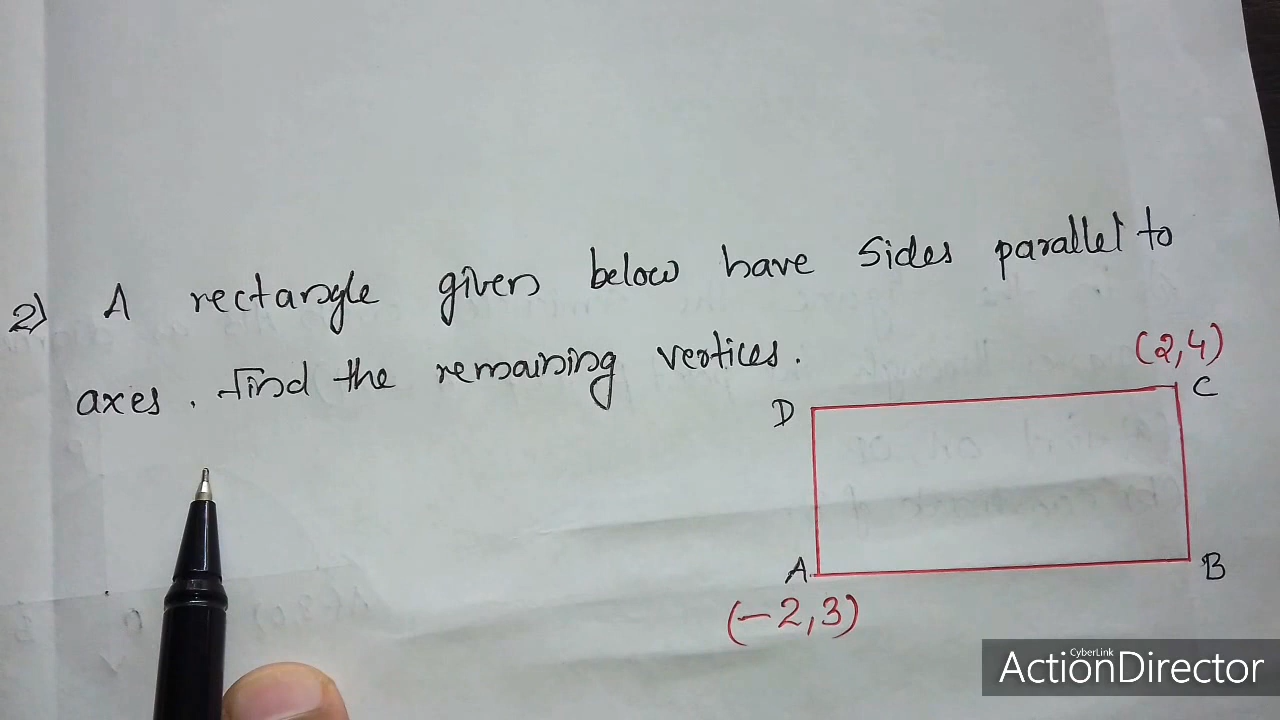 2) A rectangle given below have sides parallel to
axes. Find the remaining vertices.
(2,4)
D
C
A
B
(-2,3)
CyberLink
ActionDirector